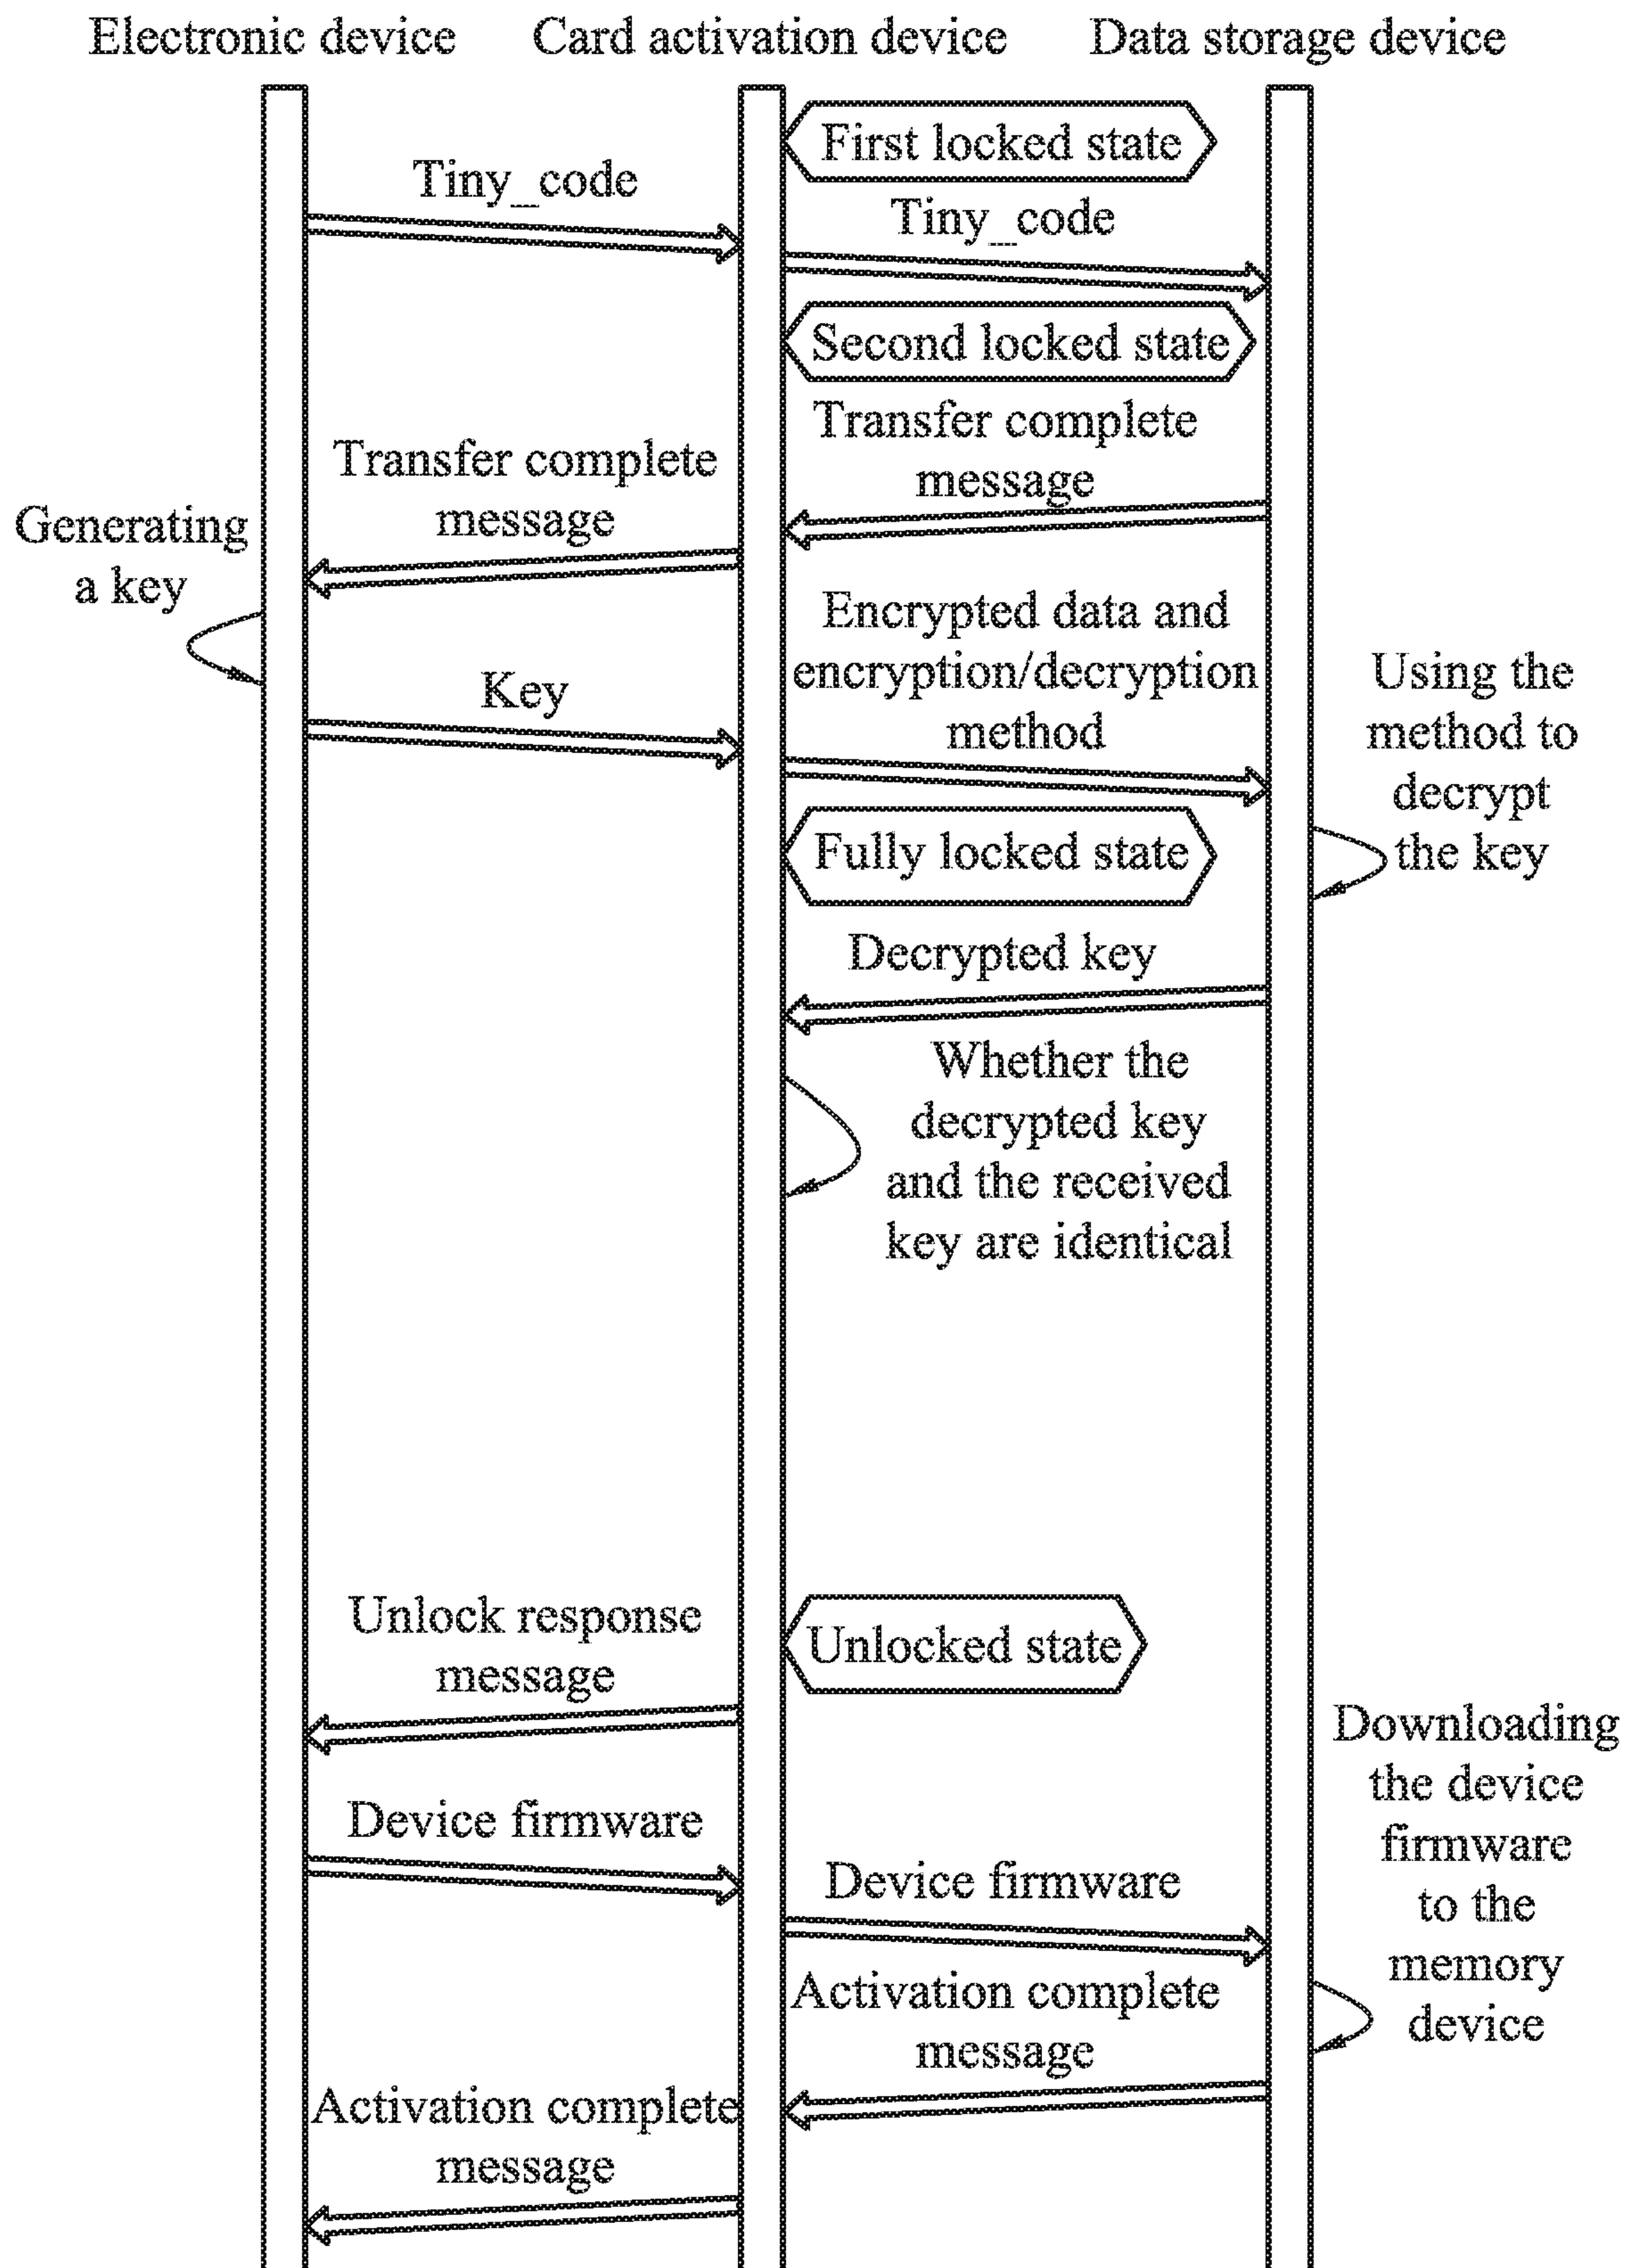 Electronic device
Card activation device
Data storage device
First locked state
Tiny_code
Tiny_code
Second locked state
Transfer complete
message
Transfer complete
message
Generating
a key
Encrypted data and
encryption/decryption
method
Key
Using the
method to
decrypt
the key
Fully locked state
Decrypted key
Whether the
decrypted key
and the received
key are identical
Unlock response
message
Unlocked state
Device firmware
Downloading
the device
firmware
to the
memory
device
Device firmware
Activation complete
message
Activation complete
message